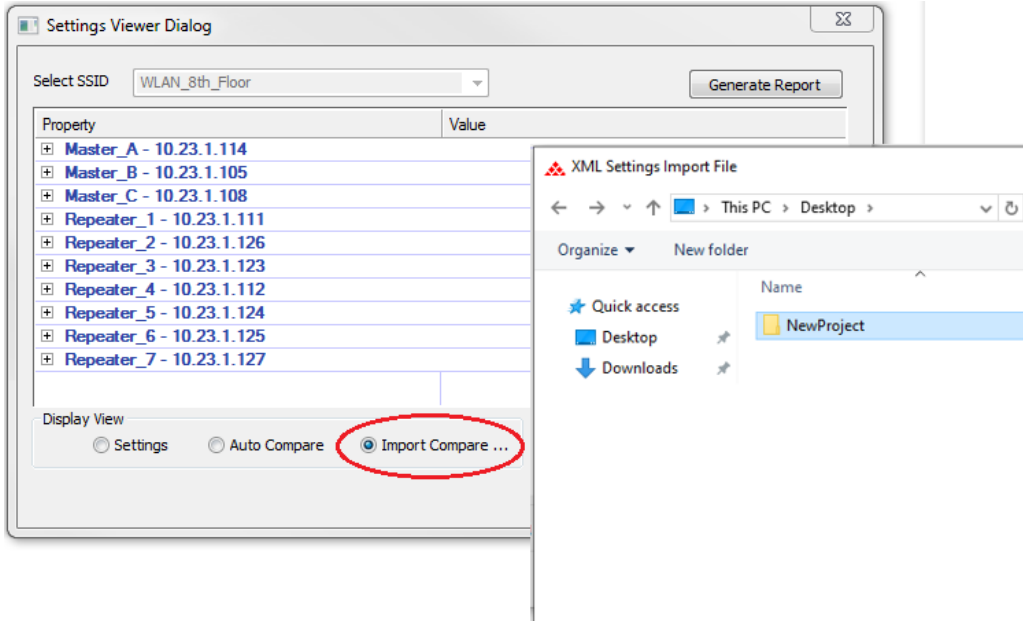 Settings Viewer Dialog
Select SSID WLAN_8th_Floor Generate Report
Property Value
Master_A - 10.23.1.114
Master_B - 10.23.1.105
Master_C - 10.23.1.108
Repeater_1 - 10.23.1.111
Repeater_2 - 10.23.1.126
Repeater_3 - 10.23.1.123
Repeater_4 - 10.23.1.112
Repeater_5 - 10.23.1.124
Repeater_6 - 10.23.1.125
Repeater_7 - 10.23.1.127
Display View
Settings Auto Compare Import Compare ...
XML Settings Import File
This PC > Desktop >
Organize New folder
Name
Quick access
Desktop
Downloads
NewProject